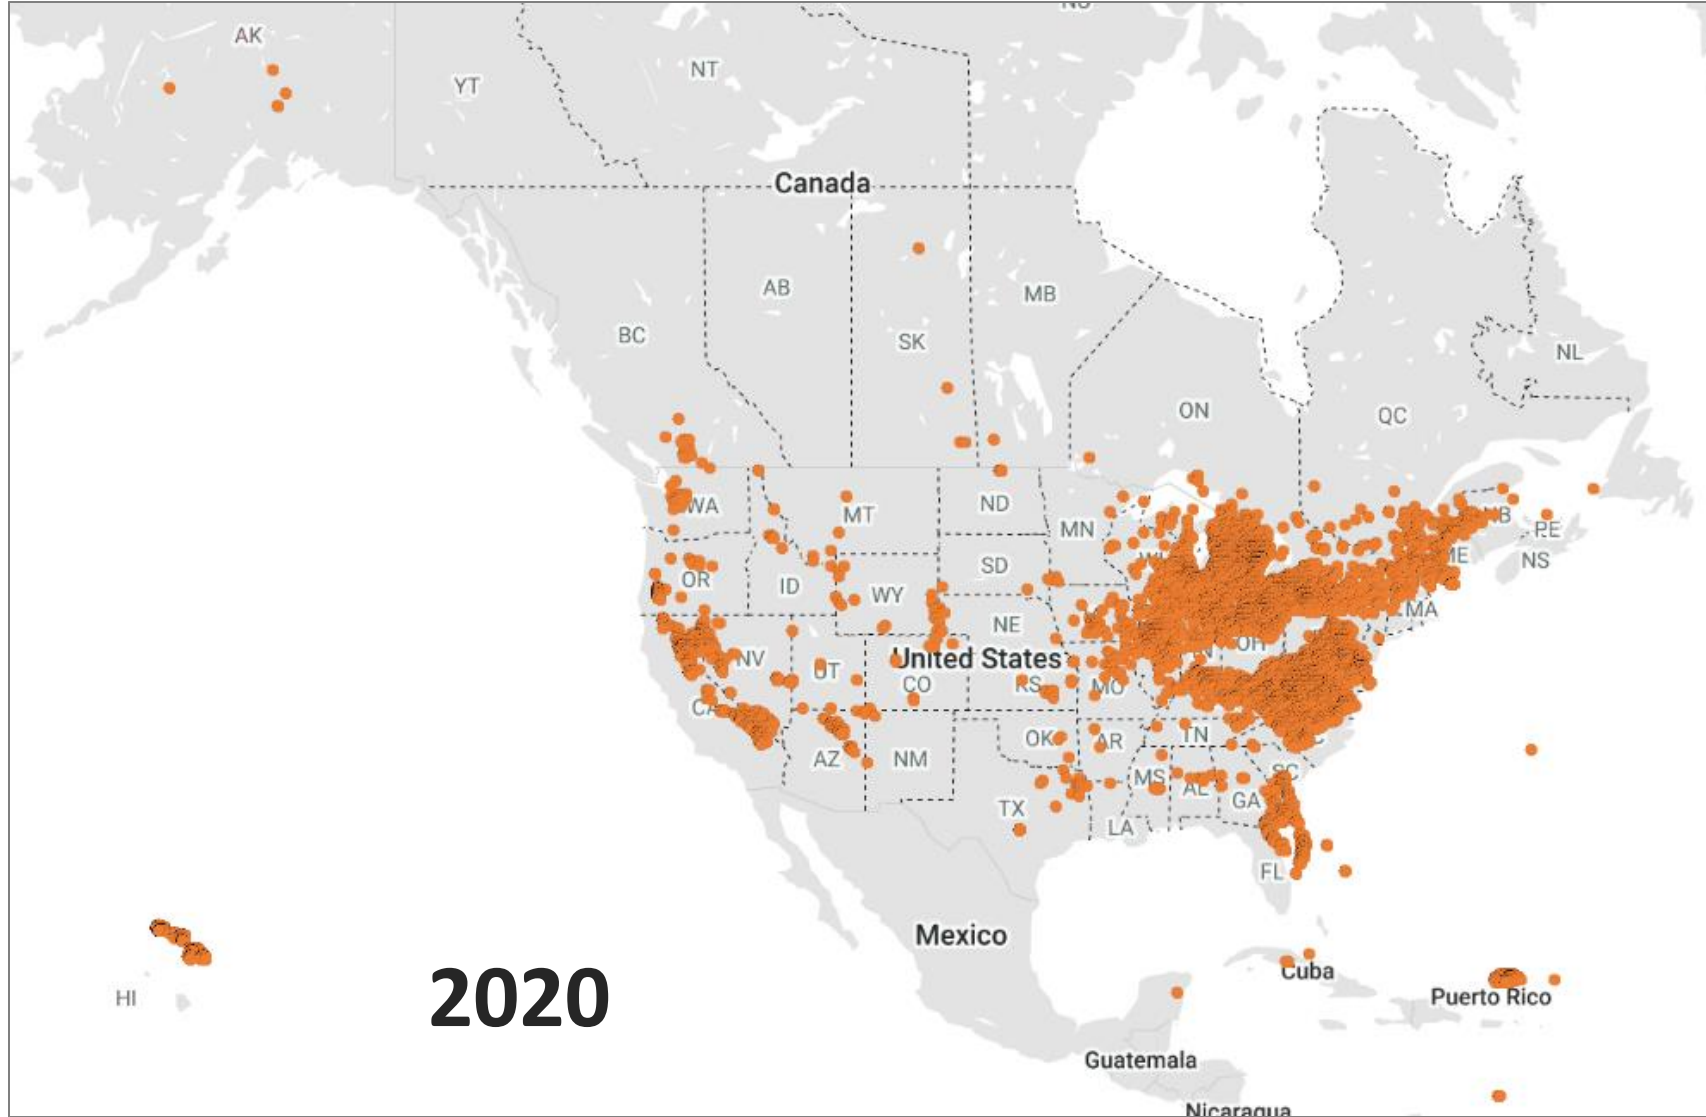 AK
YT
NT
Canada
AB
MB
BC
SK
NL
ON
QC
WA
MT
ND
MN
PE
NS
OR
ID
WY
SD
NE
MA
OH
NV
UT
United States
CO
KS
MO
CA
AZ
NM
OK
AR
TN
TX
MS
AL
GA
SC
LA
FL
Mexico
Cuba
HI
2020
Puerto Rico
Guatemala
Nicaragua